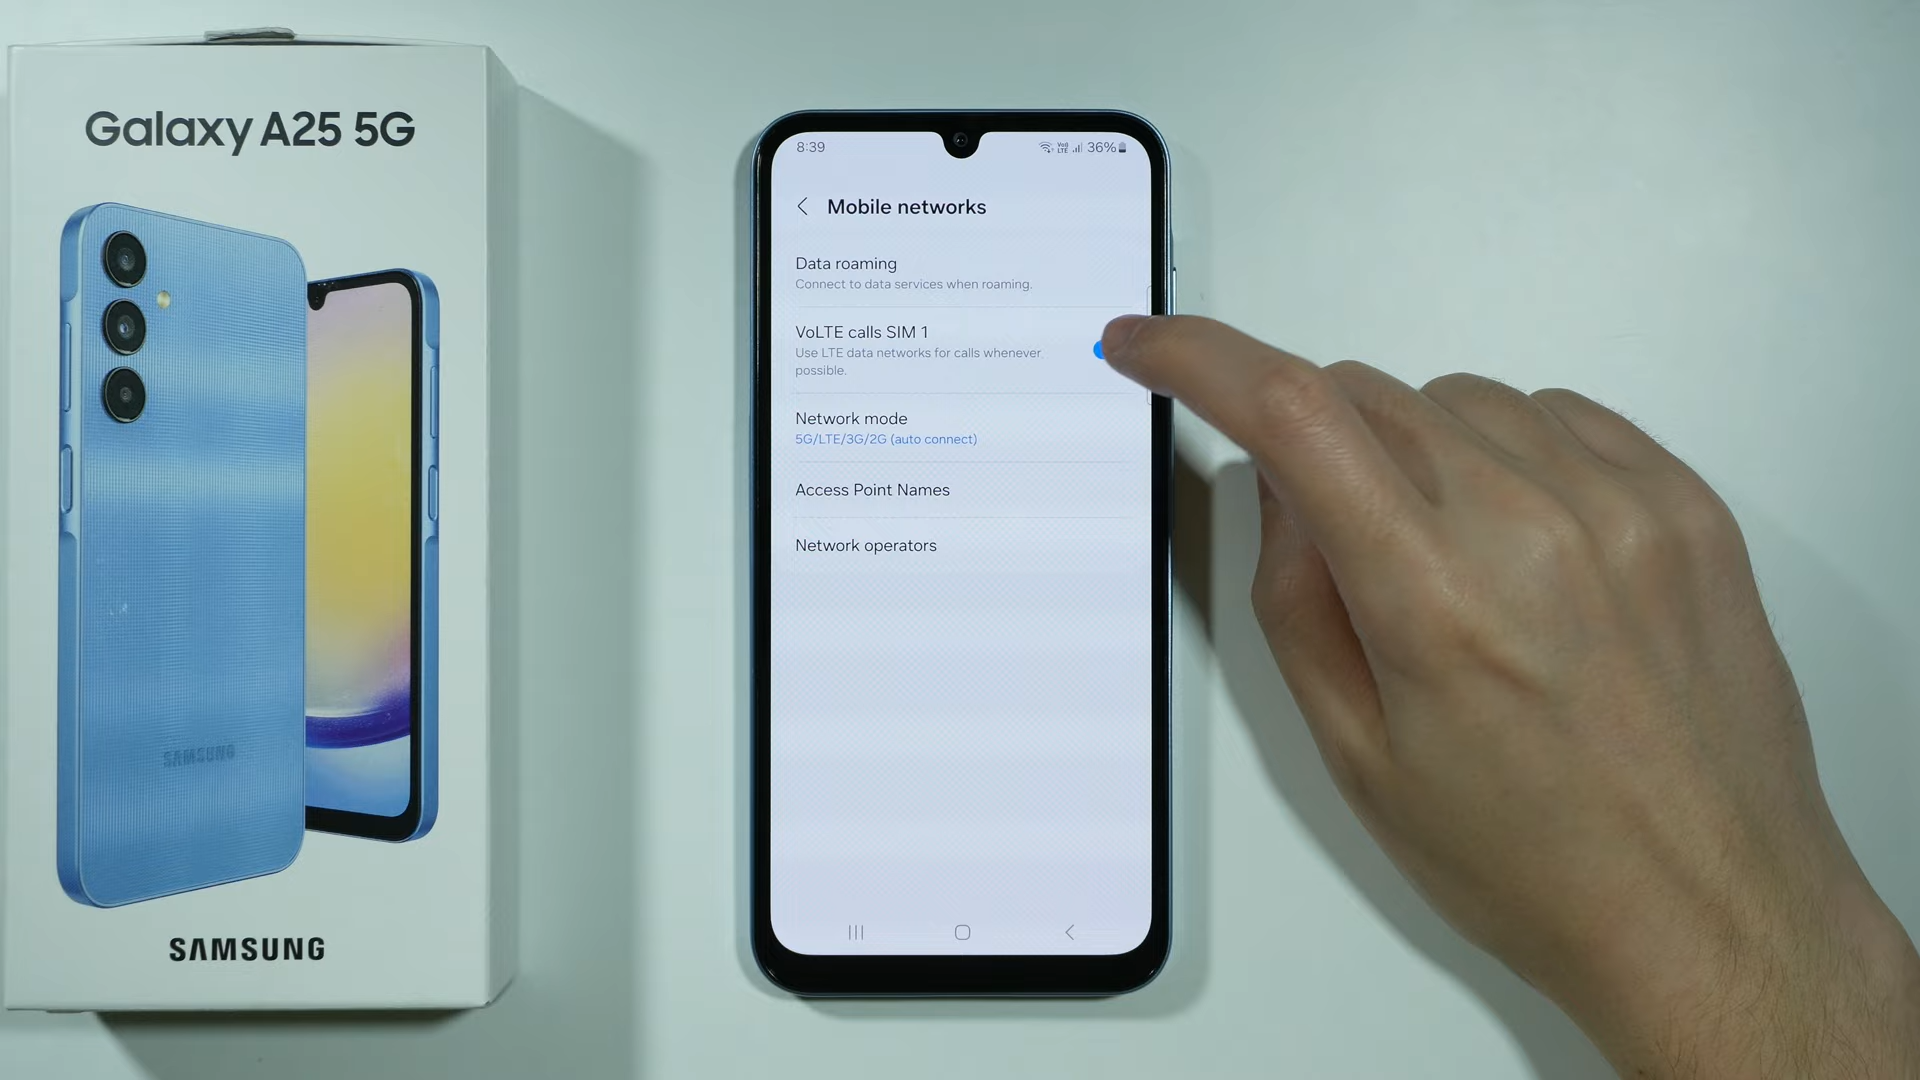 Galaxy A25 5G
SAMSUNG
SAMSUNG
8:39
Vo) LTE
36%
Mobile networks
Data roaming
Connect to data services when roaming.
VoLTE calls SIM 1
Use LTE data networks for calls whenever
possible.
Network mode
5G/LTE/3G/2G (auto connect)
Access Point Names
Network operators